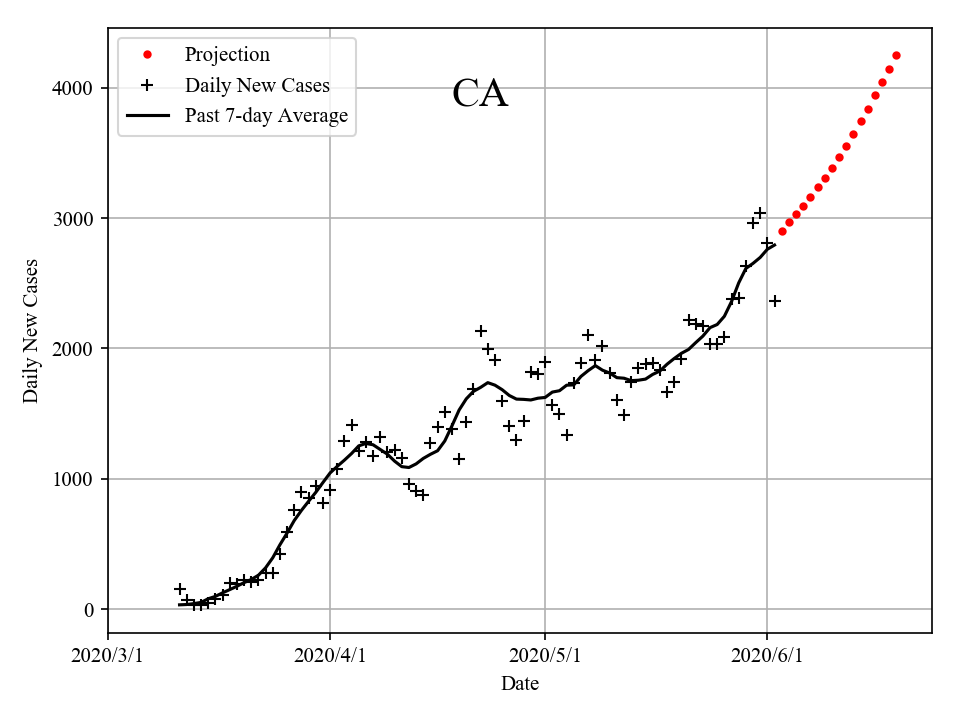 Projection
Daily New Cases
Past 7-day Average
CA
4000
3000
2000
1000
0
Daily New Cases
2020/3/1 2020/4/1 2020/5/1 2020/6/1
Date